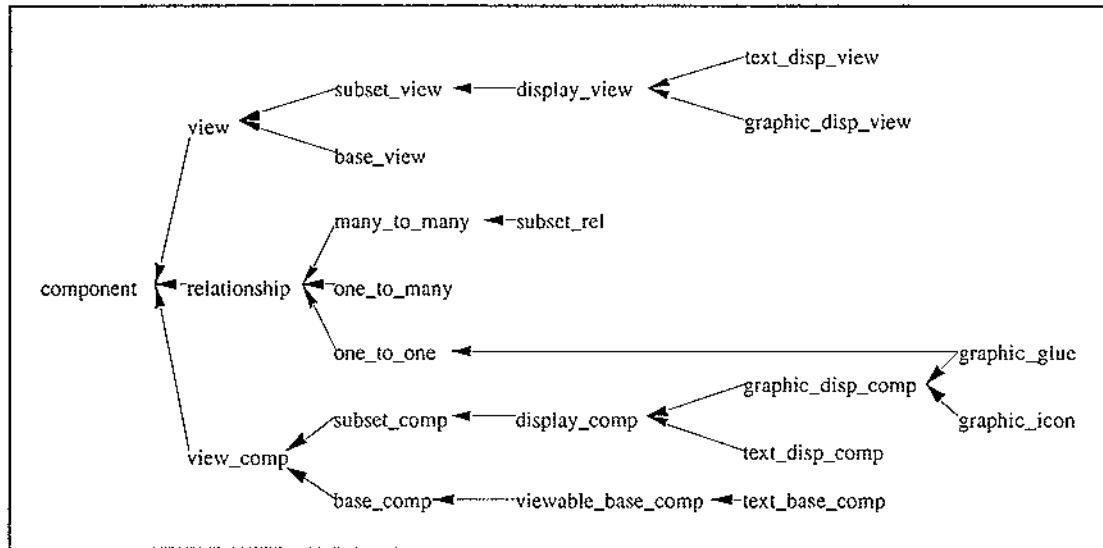 text_disp_view
subset_view display_view
view graphic_disp_view
base_view
many_to_many subset_rel
component relationship one_to_many
one_to_one graphic_glue
graphic_disp_comp
subset_comp display_comp graphic_icon
view_comp text_disp_comp
base_comp viewable_base_comp text_base_comp